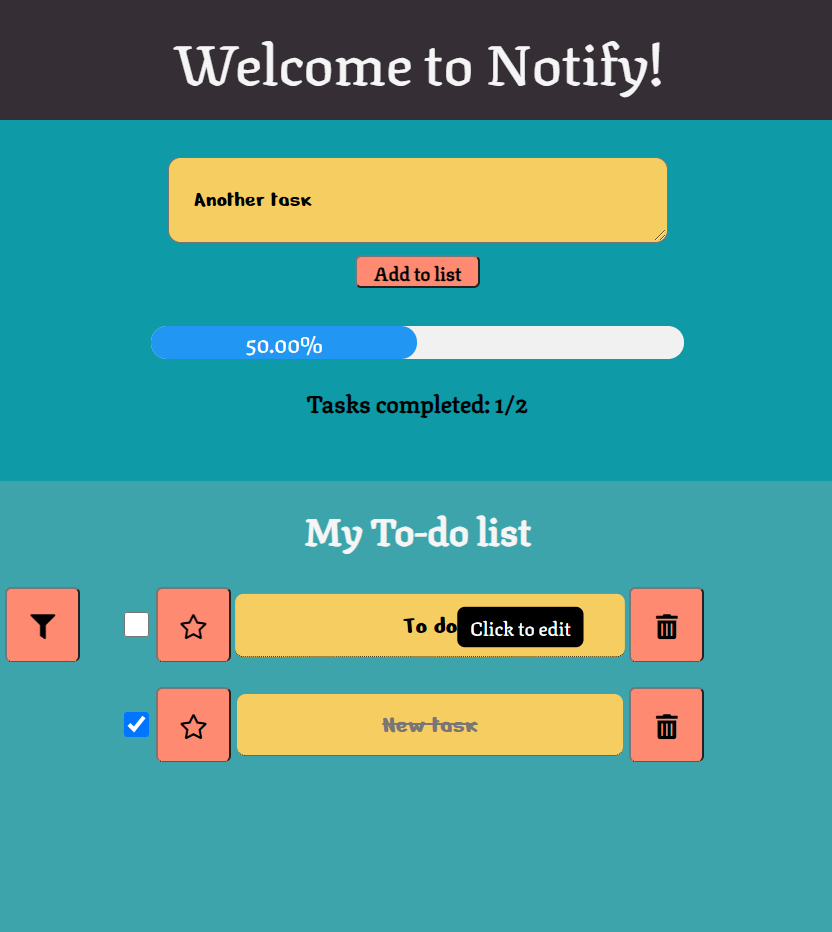 Welcome to Notify!
Another task
Add to list
50.00%
Tasks completed: 1/2
My To-do list
To do
Click to edit
New task